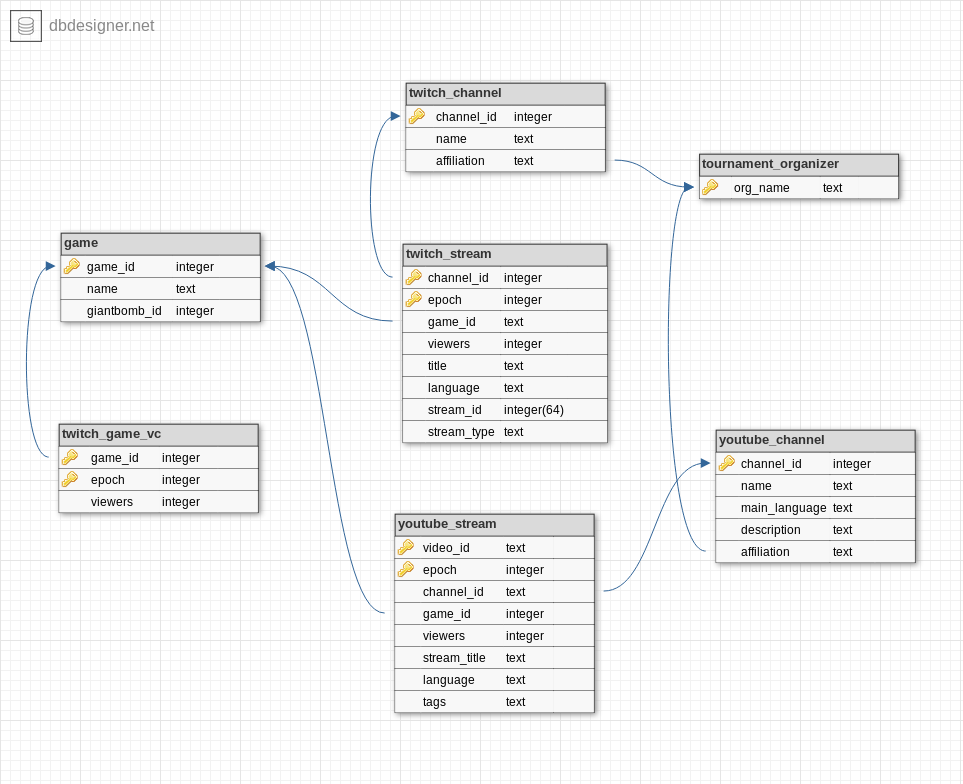 dbdesigner.net
twitch_channel
channel_id integer
name text
affiliation text
tournament_organizer
org_name text
game
game_id integer
name text
giantbomb_id integer
twitch_stream
channel_id integer
epoch integer
game_id text
viewers integer
title text
language text
stream_id integer(64)
stream_type text
twitch_game_vc
game_id integer
epoch integer
viewers integer
youtube_channel
channel_id integer
name text
main_language text
description text
affiliation text
youtube_stream
video_id text
epoch integer
channel_id text
game_id integer
viewers integer
stream_title text
language text
tags text